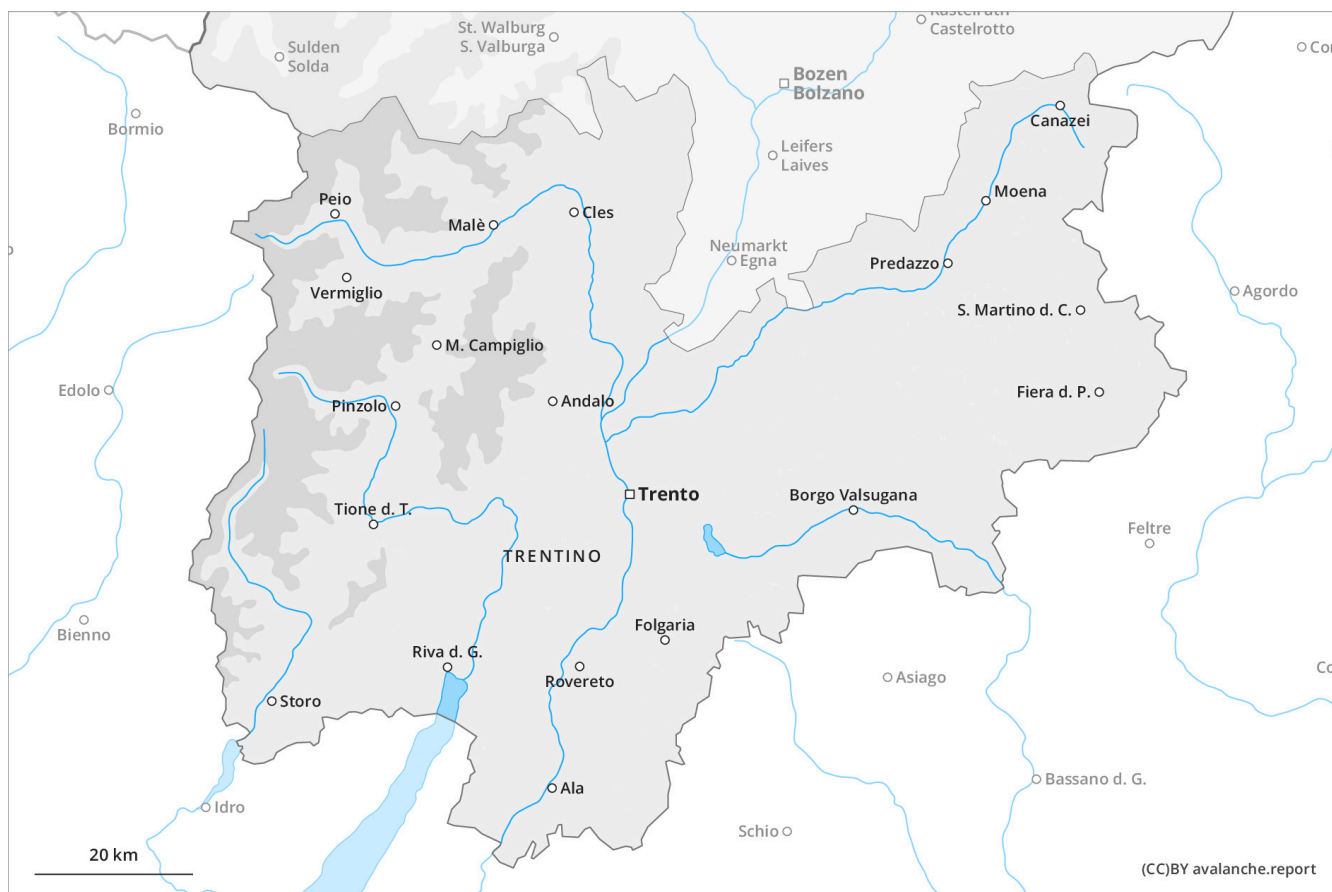 Kastelruth
Castelrotto
St. Walburg
S. Valburga
Sulden
Solda
Bozen
Bolzano
Bormio
Canazei
Leifers
Laives
Moena
Peio
Malè
Cles
Neumarkt
Egna
Predazzo
Vermiglio
Agordo
S. Martino d. C.
M. Campiglio
Edolo
Pinzolo
Andalo
Fiera d. P.
Trento
Borgo Valsugana
Tione d. T.
Feltre
TRENTINO
Bienno
Folgaria
Riva d. G.
Rovereto
Asiago
Storo
Bassano d. G.
Ala
Idro
Schio
20 km
(CC)BY avalanche.report